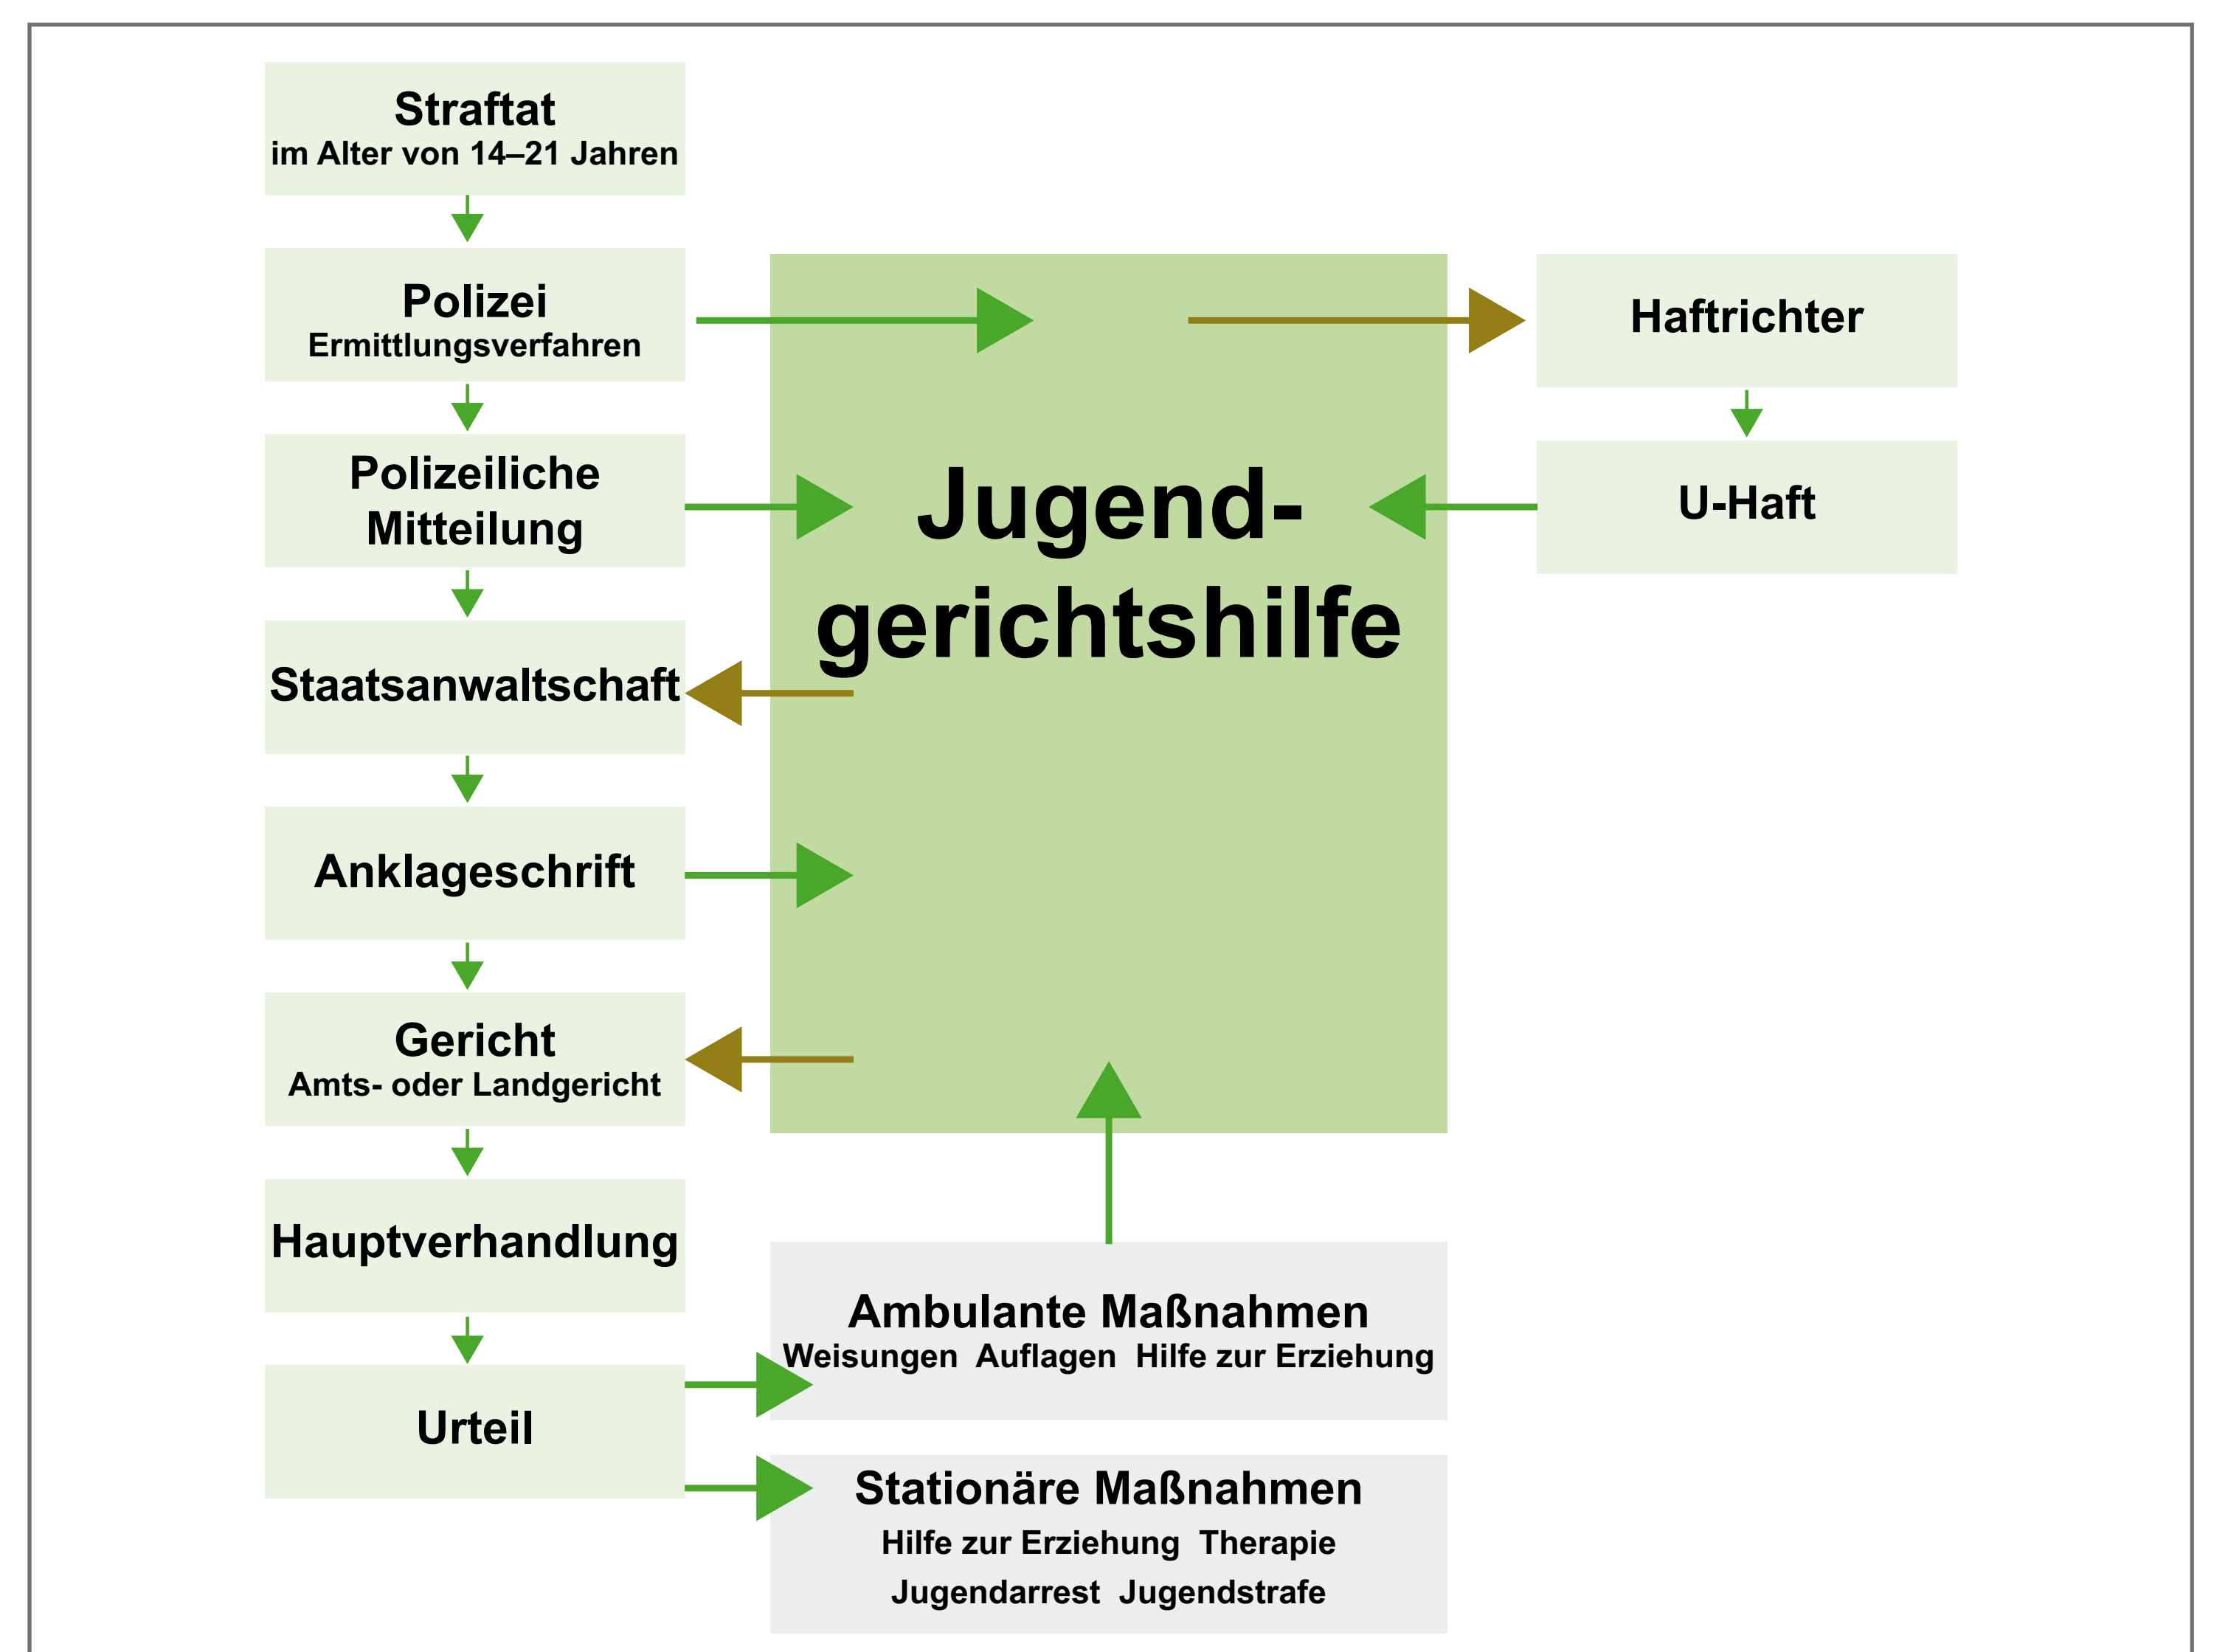 Straftat
im Alter von 14–21 Jahren
Polizei
Ermittlungsverfahren
Haftrichter
Polizeiliche
Mitteilung
Jugend-
gerichtshilfe
U-Haft
Staatsanwaltschaft
Anklageschrift
Gericht
Amts- oder Landgericht
Hauptverhandlung
Ambulante Maßnahmen
Weisungen Auflagen Hilfe zur Erziehung
Urteil
Stationäre Maßnahmen
Hilfe zur Erziehung Therapie
Jugendarrest Jugendstrafe